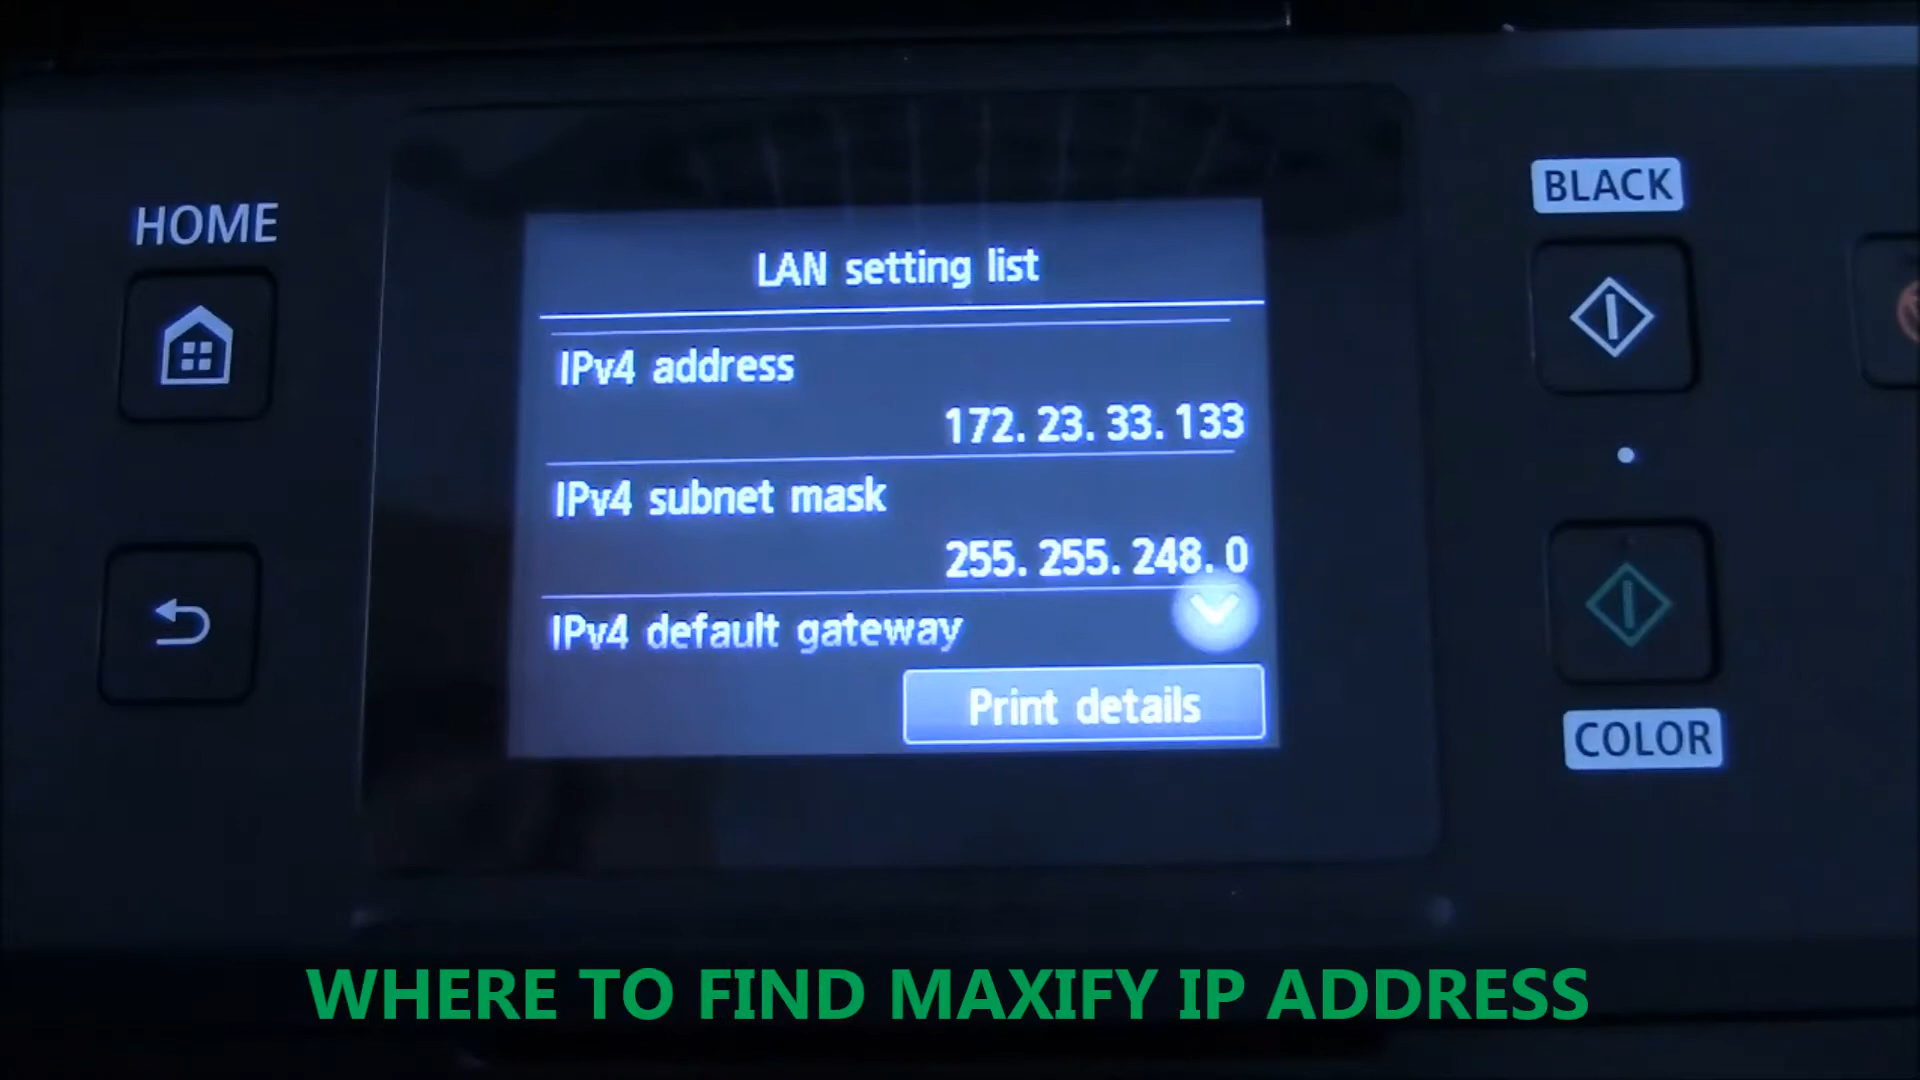 HOME
BLACK
LAN setting list
IPv4 address
172. 23. 33. 133
IPv4 subnet mask
255. 255. 248. 0
IPv4 default gateway
Print details
COLOR
WHERE TO FIND MAXIFY IP ADDRESS